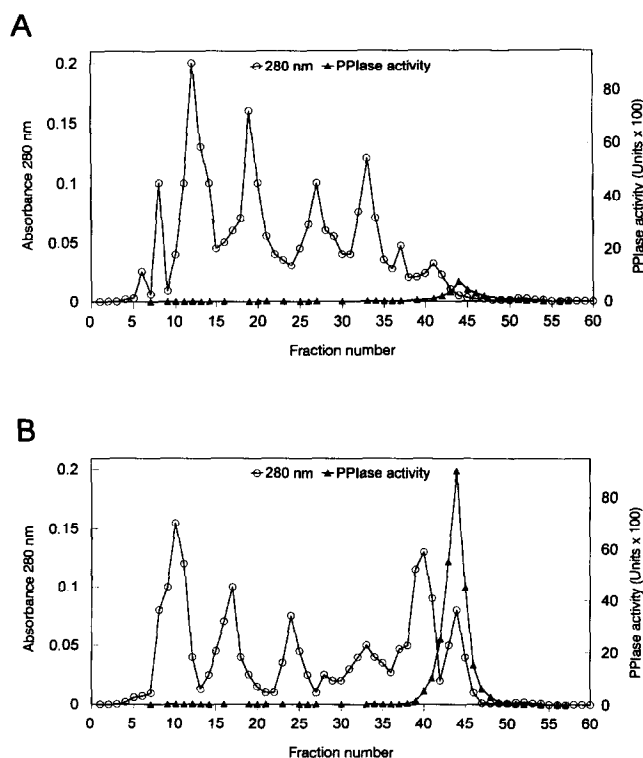 A
280 nm PPIase activity
0.2
0.15
0.1
0.05
0
Absorbance 280 nm
80
60
40
20
0
PPIase activity (Units x 100)
0 5 10 15 20 25 30 35 40 45 50 55 60
Fraction number
B
280 nm PPIase activity
0.2
0.15
0.1
0.05
0
Absorbance 280 nm
80
60
40
20
0
PPIase activity (Units x 100)
0 5 10 15 20 25 30 35 40 45 50 55 60
Fraction number